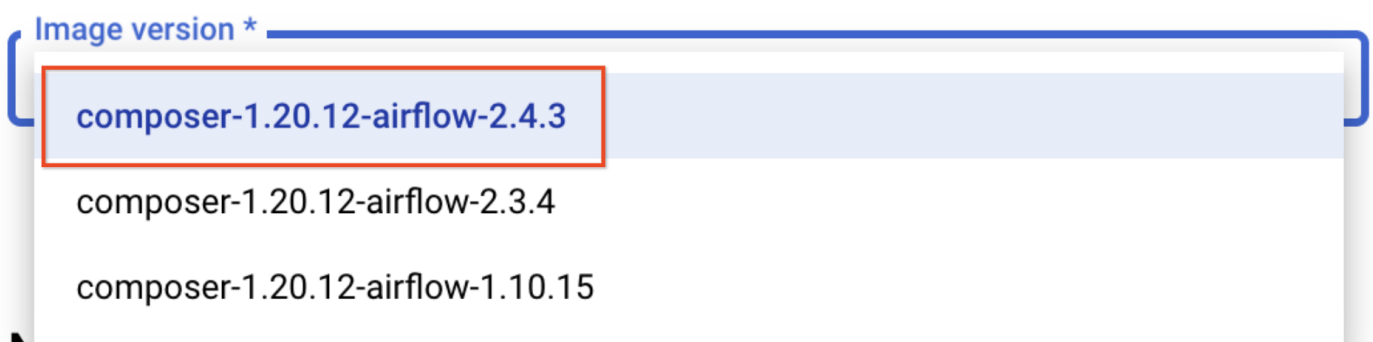 Image version *
composer-1.20.12-airflow-2.4.3
composer-1.20.12-airflow-2.3.4
composer-1.20.12-airflow-1.10.15